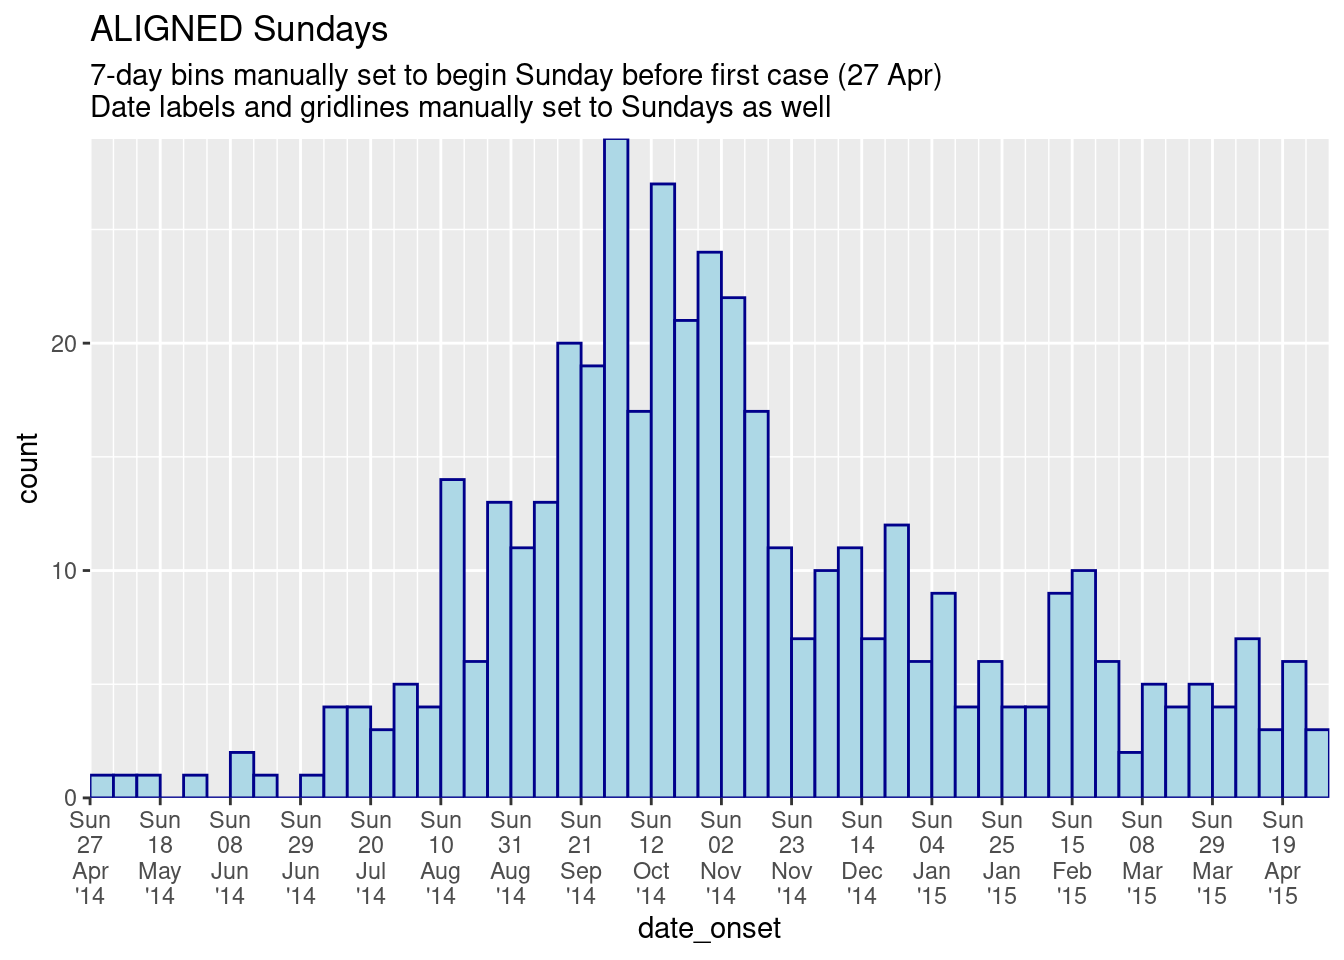 ALIGNED Sundays
7-day bins manually set to begin Sunday before first case (27 Apr)
Date labels and gridlines manually set to Sundays as well
count
20
10
0
Sun Sun Sun Sun Sun Sun Sun Sun Sun Sun Sun Sun Sun Sun Sun Sun Sun Sun
27 18 08 29 20 10 31 21 12 02 23 14 04 25 15 08 29 19
Apr May Jun Jun Jul Aug Aug Sep Oct Nov Nov Dec Jan Jan Feb Mar Mar Apr
'14 '14 '14 '14 '14 '14 '14 '14 '14 '14 '14 '14 '15 '15 '15 '15 '15 '15
date_onset